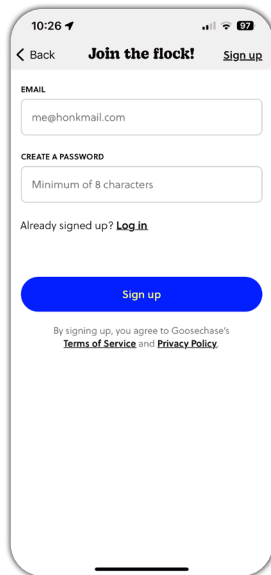 10:26
97
Back
Join the flock!
Sign up
EMAIL
me@honkmail.com
CREATE A PASSWORD
Minimum of 8 characters
Already signed up? Log in
Sign up
By signing up, you agree to Goosechase's
Terms of Service and Privacy Policy.